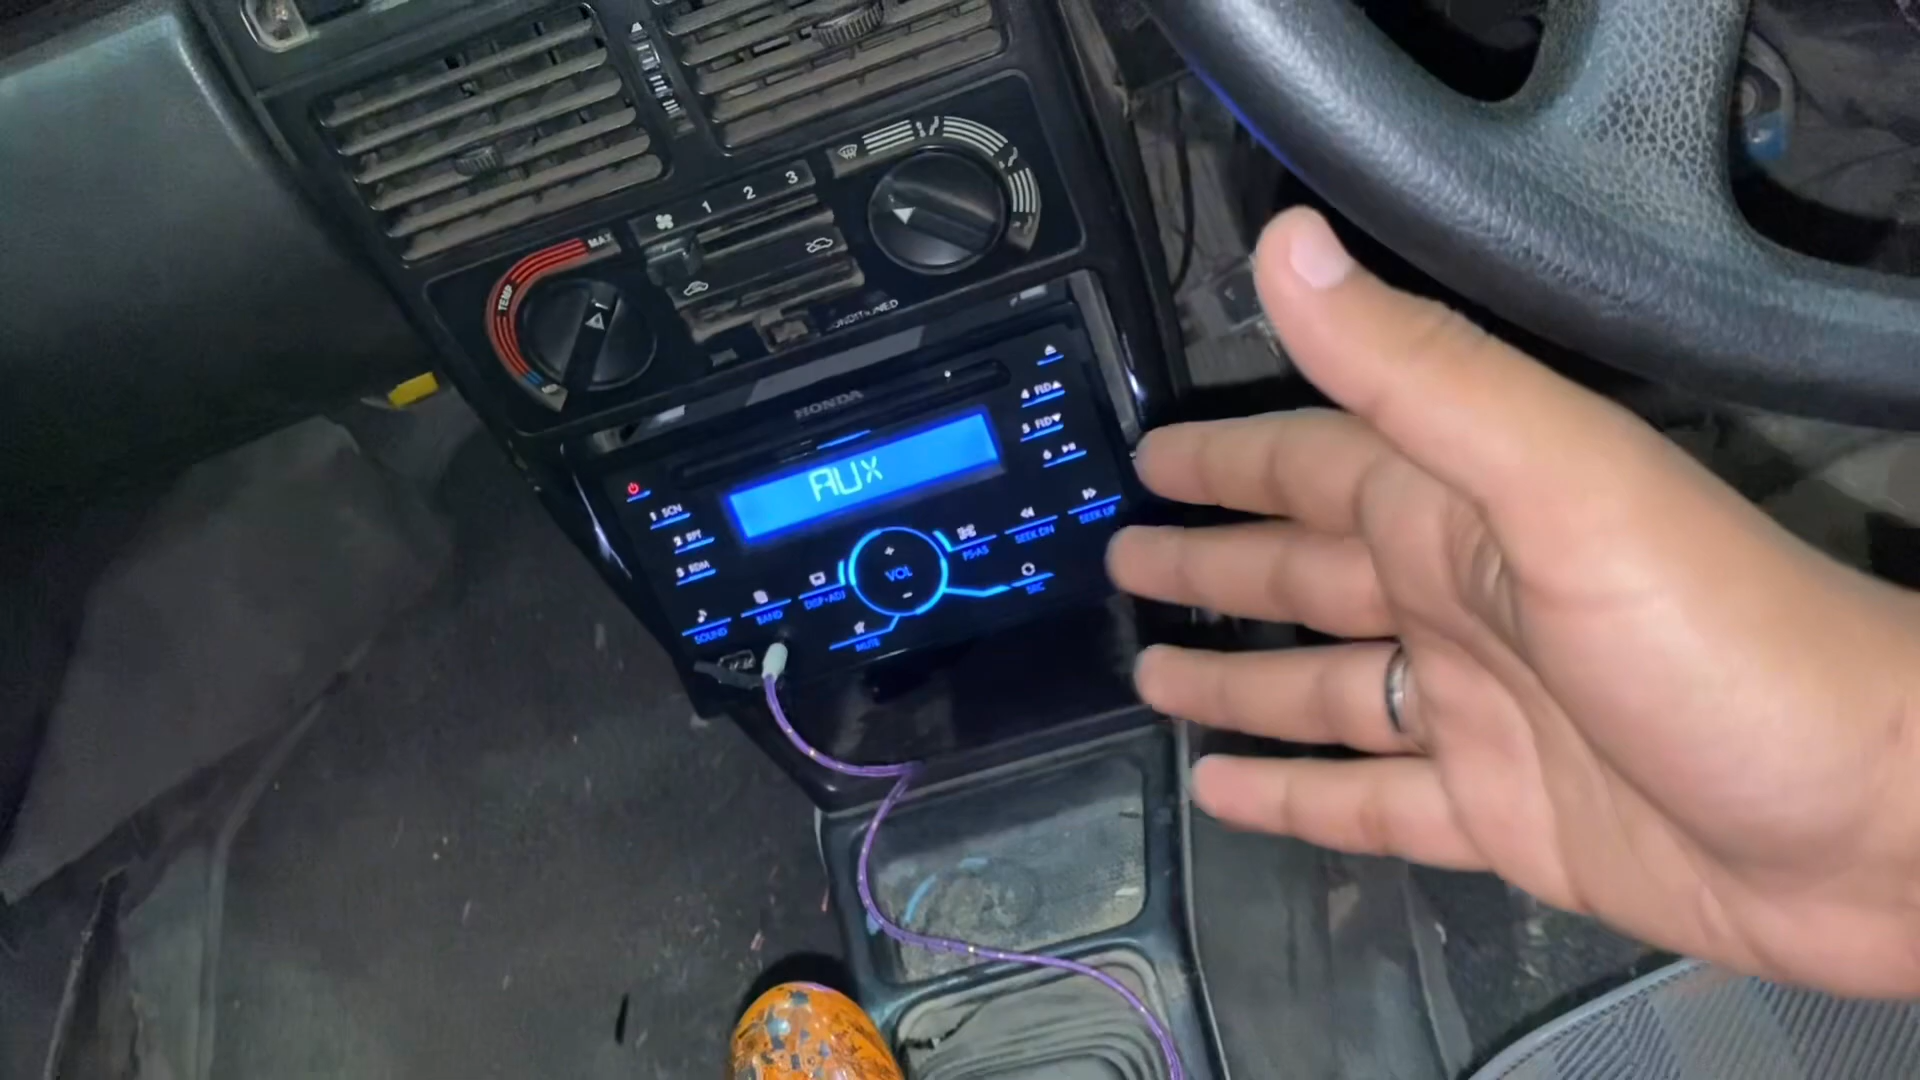 1 2 3
MAX
TEMP
HONDA
AUX
4 FLD▲
5 FLD▼
6
1 SCN
2 RPT
3 RDM
SEEK UP
SEEK DN
PS·AS
VOL
+
-
DISP·ADJ
BAND
SOUND
MUTE
SRC